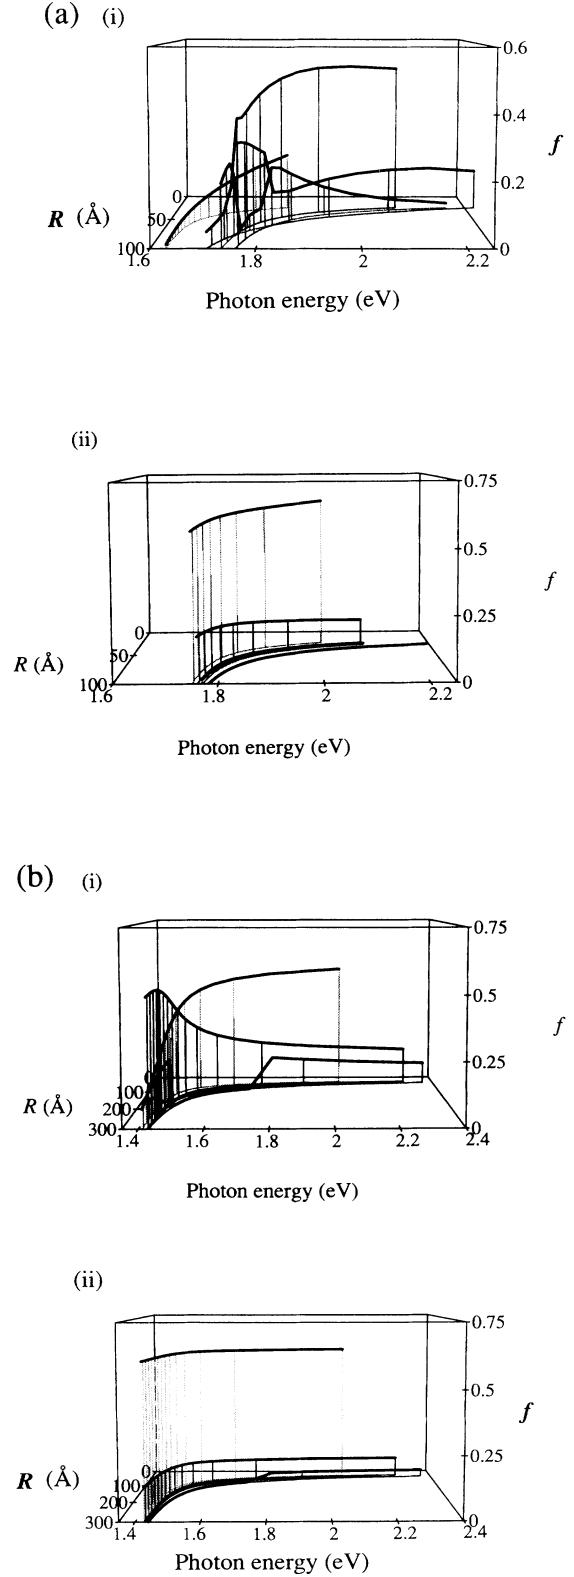 (a) (i)
0.6
0.4
f
0.2
0
R (Å)
50
100
0
1.6 1.8 2 2.2
Photon energy (eV)
(ii)
0.75
0.5
f
0.25
0
R (Å)
50
100
0
1.6 1.8 2 2.2
Photon energy (eV)
(b) (i)
0.75
0.5
f
0.25
0
100
R (Å)
200
300
0
1.4 1.6 1.8 2 2.2 2.4
Photon energy (eV)
(ii)
0.75
0.5
f
0.25
0
R (Å)
100
200
300
0
1.4 1.6 1.8 2 2.2 2.4
Photon energy (eV)